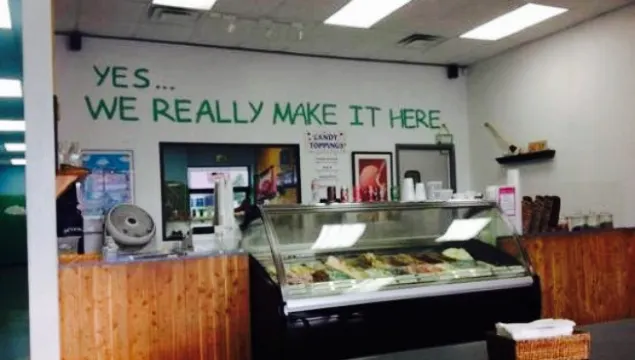 YES...
WE REALLY MAKE IT HERE
CANDY
TOPPINGS